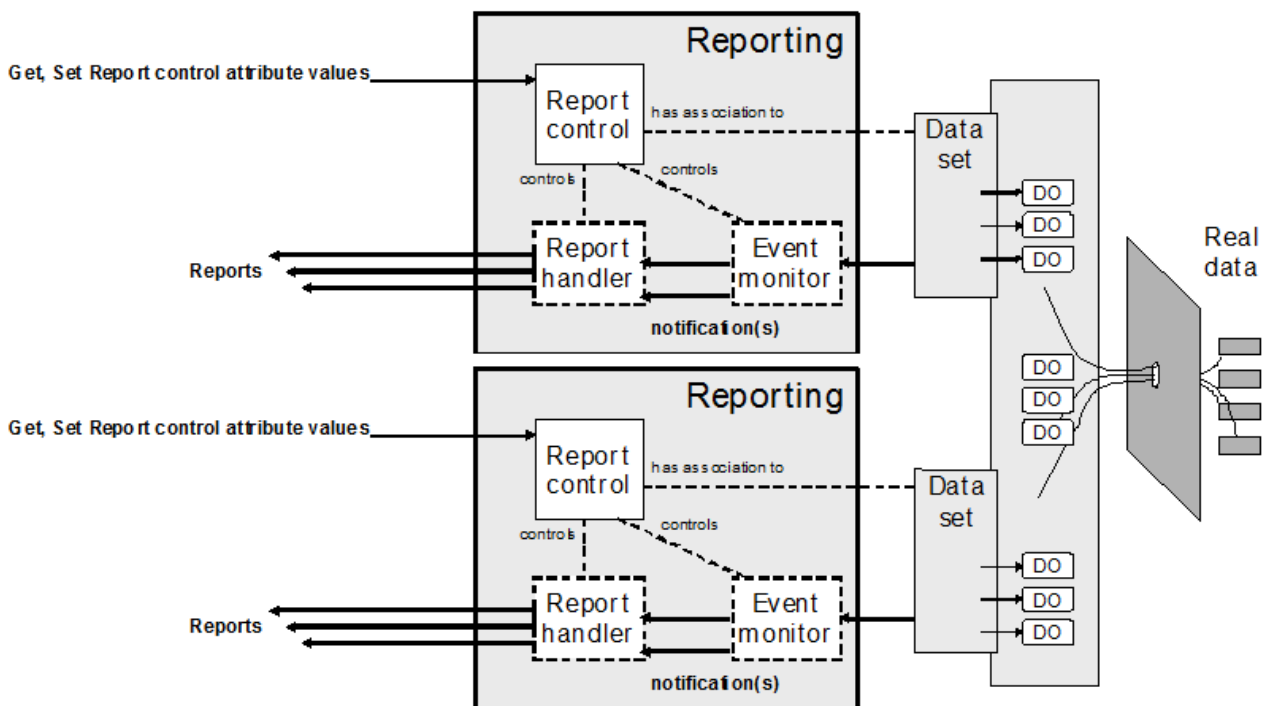 Reporting
Get, Set Report control attribute values
Report
control
has association to
Data
set
controls
controls
DO
DO
DO
Real
data
Report
handler
Event
monitor
Reports
notification(s)
DO
DO
DO
Reporting
Get, Set Report control attribute values
Report
control
has association to
Data
set
controls
controls
DO
DO
DO
Report
handler
Event
monitor
Reports
notification(s)